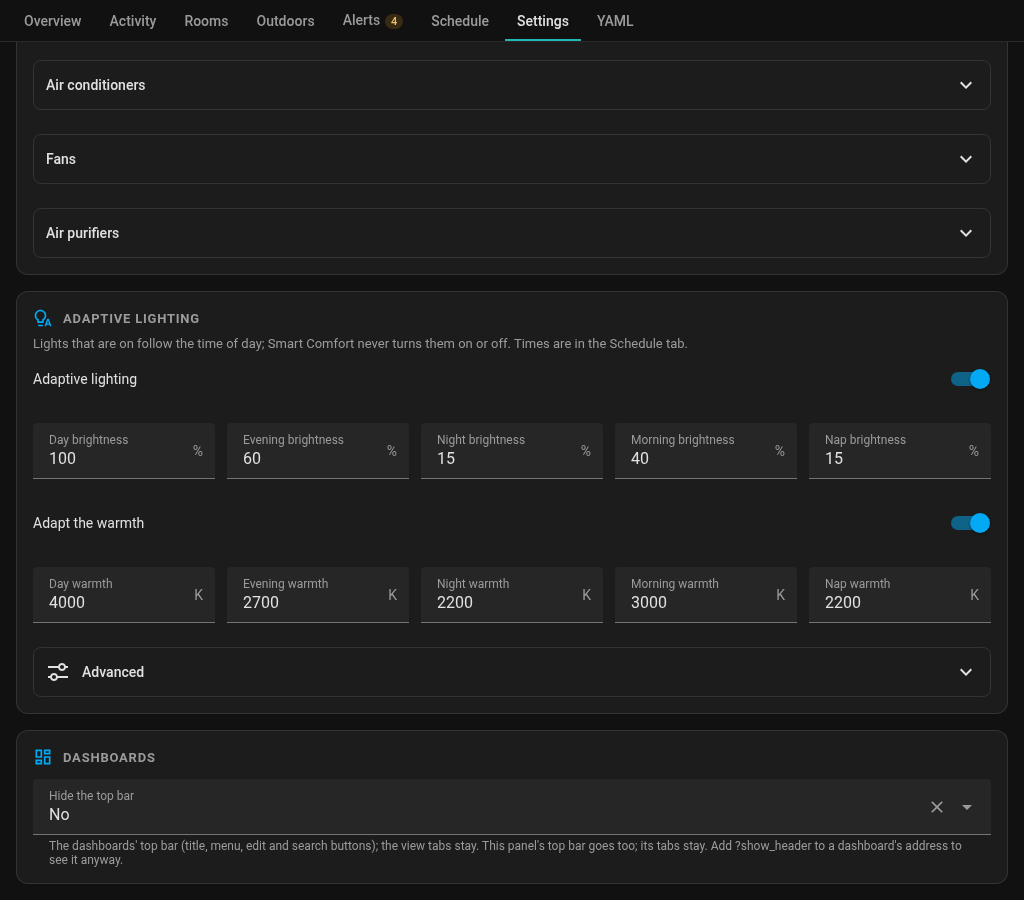 Overview Activity Rooms Outdoors Alerts 4 Schedule Settings YAML
Air conditioners
Fans
Air purifiers
ADAPTIVE LIGHTING
Lights that are on follow the time of day; Smart Comfort never turns them on or off. Times are in the Schedule tab.
Adaptive lighting
Day brightness Evening brightness Night brightness Morning brightness Nap brightness
100 % 60 % 15 % 40 % 15 %
Adapt the warmth
Day warmth Evening warmth Night warmth Morning warmth Nap warmth
4000 K 2700 K 2200 K 3000 K 2200 K
Advanced
DASHBOARDS
Hide the top bar
No
The dashboards' top bar (title, menu, edit and search buttons); the view tabs stay. This panel's top bar goes too; its tabs stay. Add ?show_header to a dashboard's address to
see it anyway.